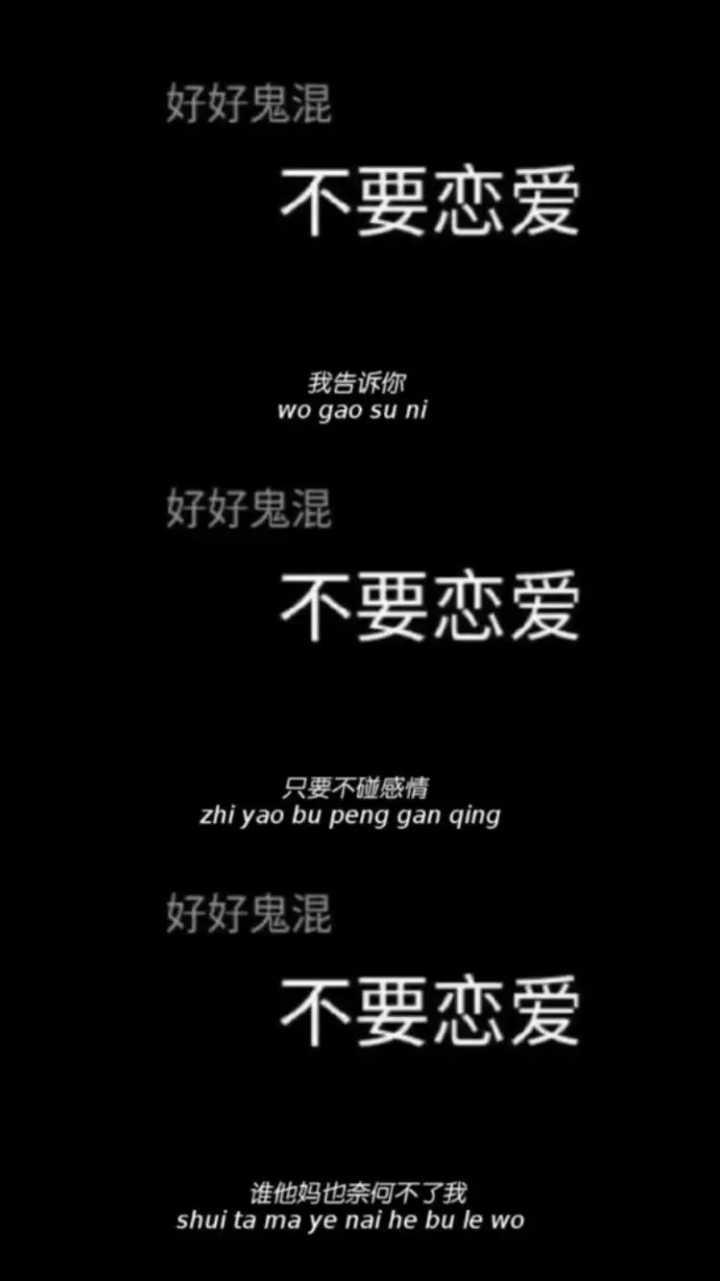 好好鬼混
不要恋爱
我告诉你
wo gao su ni
好好鬼混
不要恋爱
只要不碰感情
zhi yao bu peng gan qing
好好鬼混
不要恋爱
谁他妈也奈何不了我
shui ta ma ye nai he bu le wo